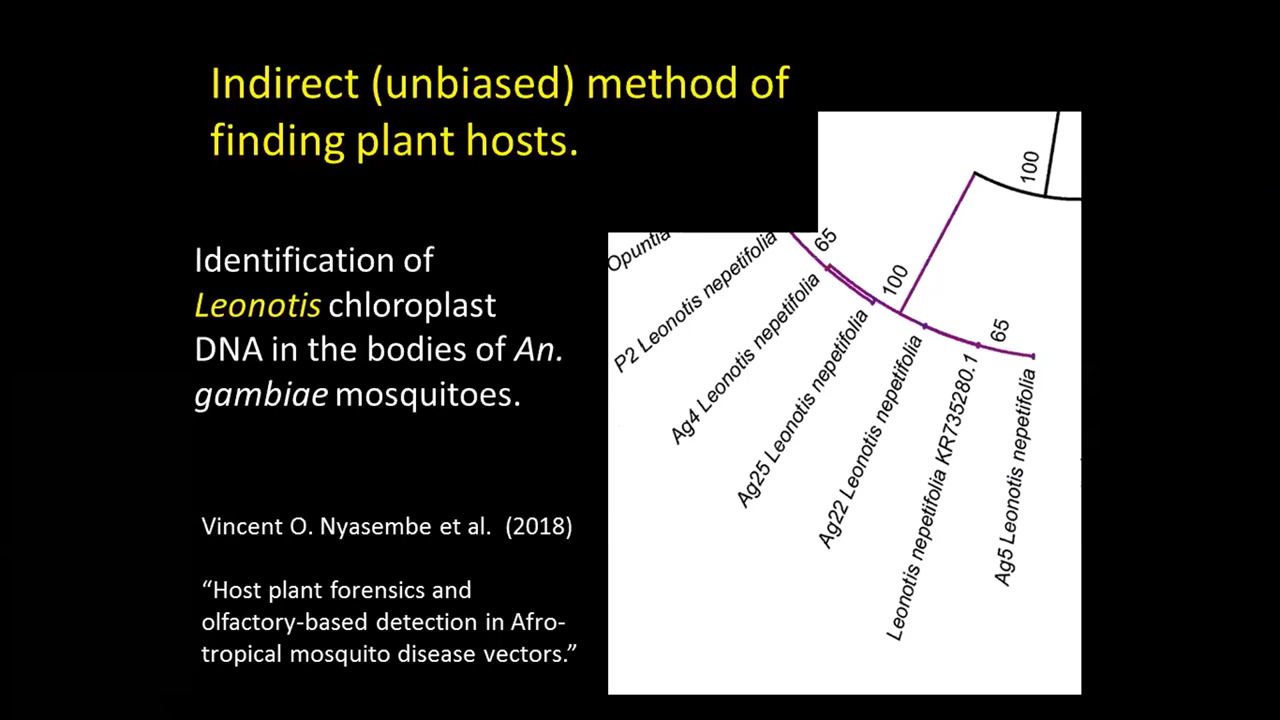 Indirect (unbiased) method of
finding plant hosts.
Identification of
Leonotis chloroplast
DNA in the bodies of An.
gambiae mosquitoes.
Vincent O. Nyasembe et al. (2018)
“Host plant forensics and
olfactory-based detection in Afro-
tropical mosquito disease vectors.”
100
65
100
65
Opuntia
P2 Leonotis nepetifolia
Ag4 Leonotis nepetifolia
Ag25 Leonotis nepetifolia
Ag22 Leonotis nepetifolia
Leonotis nepetifolia KR735280.1
Ag5 Leonotis nepetifolia